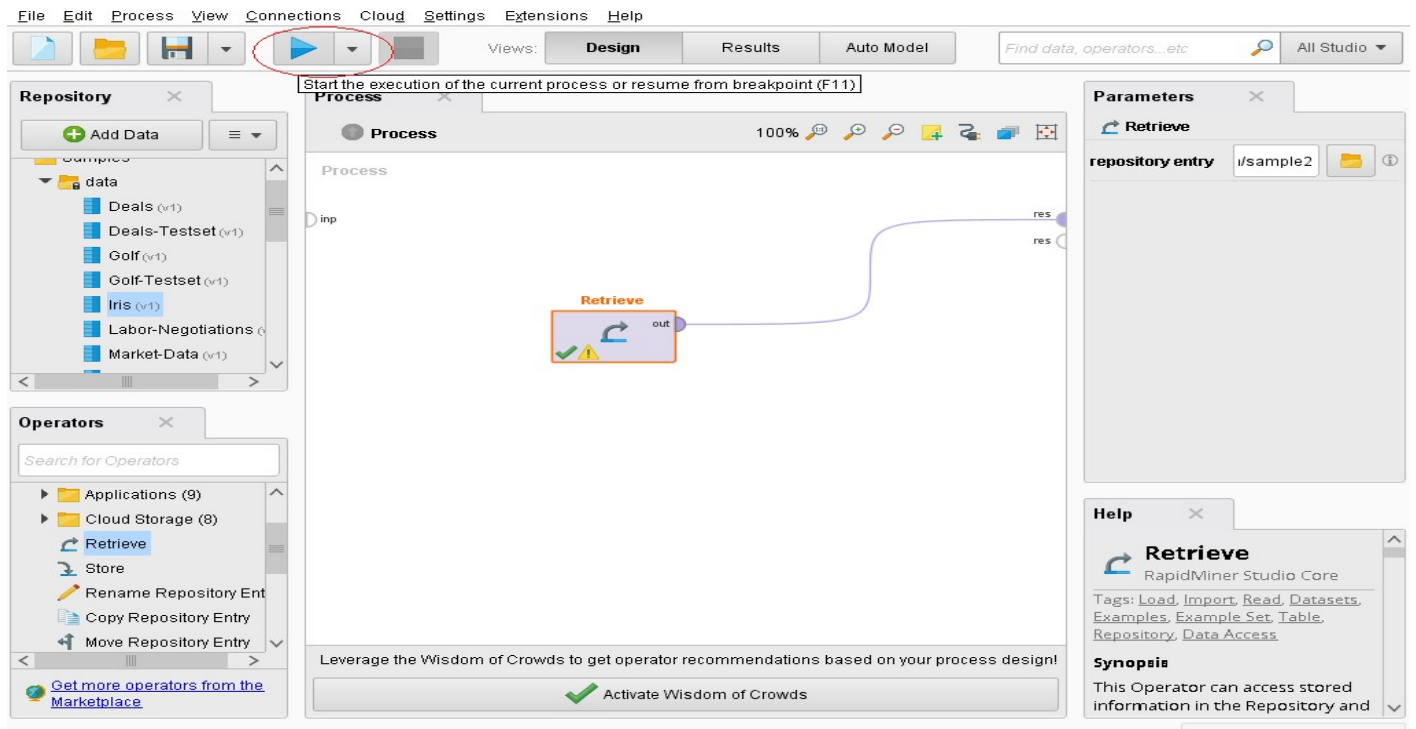 File Edit Process View Connections Cloud Settings Extensions Help
Views: Design Results Auto Model Find data, operators...etc All Studio
Start the execution of the current process or resume from breakpoint (F11)
Repository
Add Data
Samples
data
Deals (v1)
Deals-Testset (v1)
Golf (v1)
Golf-Testset (v1)
Iris (v1)
Labor-Negotiations
Market-Data (v1)
Operators
Search for Operators
Applications (9)
Cloud Storage (8)
Retrieve
Store
Rename Repository Ent
Copy Repository Entry
Move Repository Entry
Get more operators from the
Marketplace
Process
Process
100%
Process
inp
res
res
Retrieve
out
Leverage the Wisdom of Crowds to get operator recommendations based on your process design!
Activate Wisdom of Crowds
Parameters
Retrieve
repository entry /sample2
Help
Retrieve
RapidMiner Studio Core
Tags: Load, Import, Read, Datasets,
Examples, Example Set, Table,
Repository, Data Access
Synopsis
This Operator can access stored
information in the Repository and